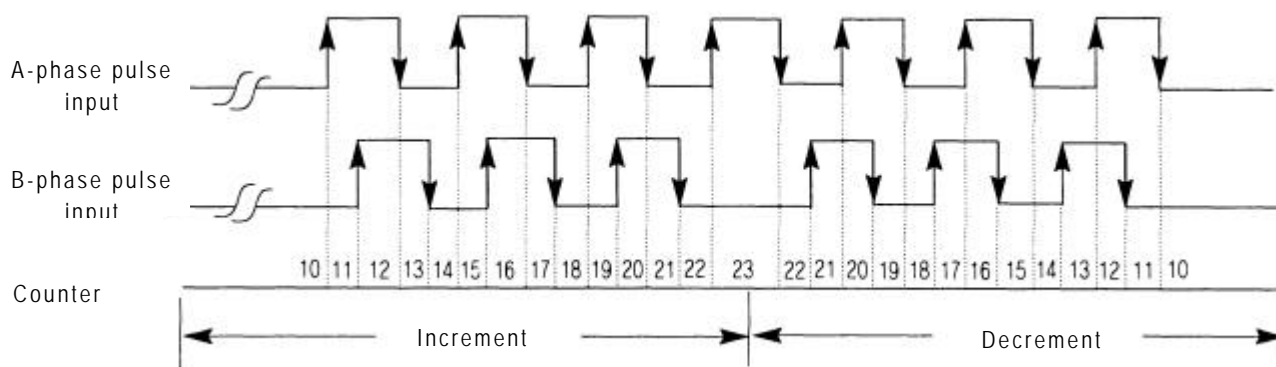 A-phase pulse
input
B-phase pulse
input
10 11 12 13 14 15 16 17 18 19 20 21 22 23 22 21 20 19 18 17 16 15 14 13 12 11 10
Counter
Increment Decrement